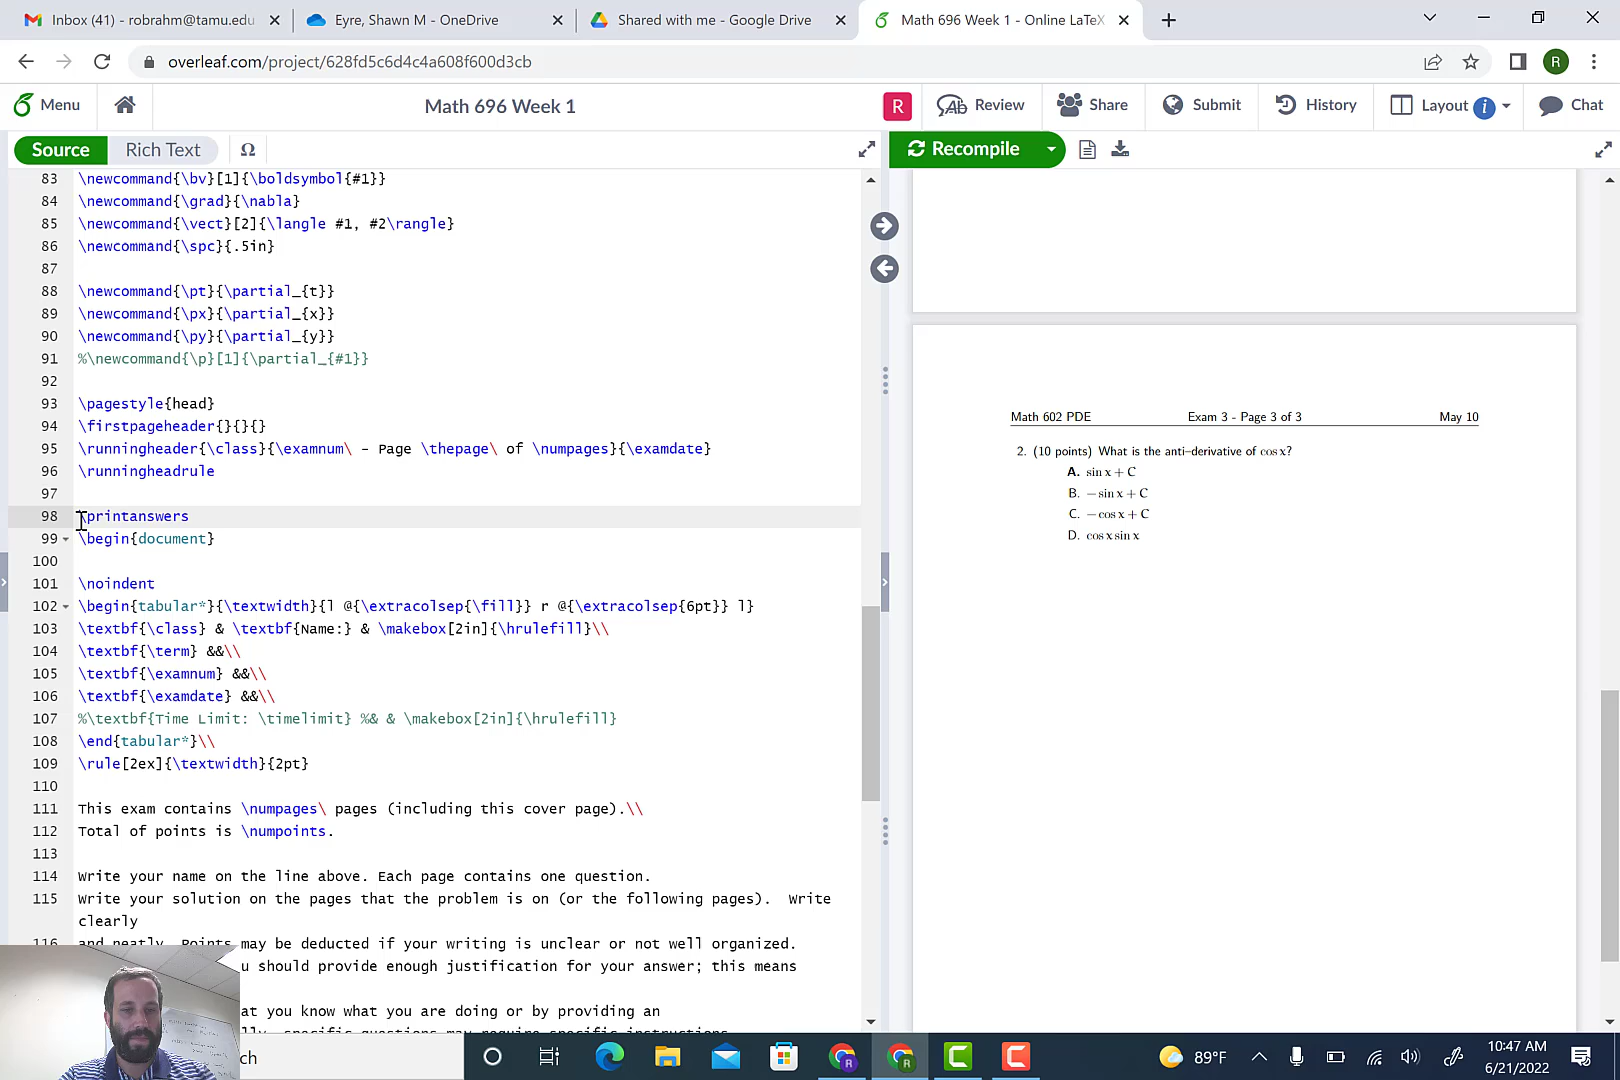 Inbox (41) - robrahm@tamu.edu
Eyre, Shawn M - OneDrive
Shared with me - Google Drive
Math 696 Week 1 - Online LaTeX
overleaf.com/project/628fd5c6d4c4a608f600d3cb
R
Menu
Math 696 Week 1
R
Review
Share
Submit
History
Layout
Chat
Source
Rich Text
Ω
Recompile
83 \newcommand{\bv}[1]{\boldsymbol{#1}}
84 \newcommand{\grad}{\nabla}
85 \newcommand{\vect}[2]{\langle #1, #2\rangle}
86 \newcommand{\spc}{.5in}
87
88 \newcommand{\pt}{\partial_{t}}
89 \newcommand{\px}{\partial_{x}}
90 \newcommand{\py}{\partial_{y}}
91 %\newcommand{\p}[1]{\partial_{#1}}
92
93 \pagestyle{head}
94 \firstpageheader{}{}{}
95 \runningheader{\class}{\examnum\ - Page \thepage\ of \numpages}{\examdate}
96 \runningheadrule
97
98 \printanswers
99 \begin{document}
100
101 \noindent
102 \begin{tabular*}{\textwidth}{l @{\extracolsep{\fill}} r @{\extracolsep{6pt}} l}
103 \textbf{\class} & \textbf{Name:} & \makebox[2in]{\hrulefill}\\
104 \textbf{\term} &&\\
105 \textbf{\examnum} &&\\
106 \textbf{\examdate} &&\\
107 %\textbf{Time Limit: \timelimit} %& & \makebox[2in]{\hrulefill}
108 \end{tabular*}\\
109 \rule[2ex]{\textwidth}{2pt}
110
111 This exam contains \numpages\ pages (including this cover page).\\
112 Total of points is \numpoints.
113
114 Write your name on the line above. Each page contains one question.
115 Write your solution on the pages that the problem is on (or the following pages).  Write
clearly
116 and neatly. Points may be deducted if your writing is unclear or not well organized.
u should provide enough justification for your answer; this means
at you know what you are doing or by providing an
specific questions may require specific instructions
Math 602 PDE
Exam 3 - Page 3 of 3
May 10
2. (10 points) What is the anti-derivative of cos x?
A. sin x + C
B. − sin x + C
C. − cos x + C
D. cos x sin x
ch
89°F
10:47 AM
6/21/2022